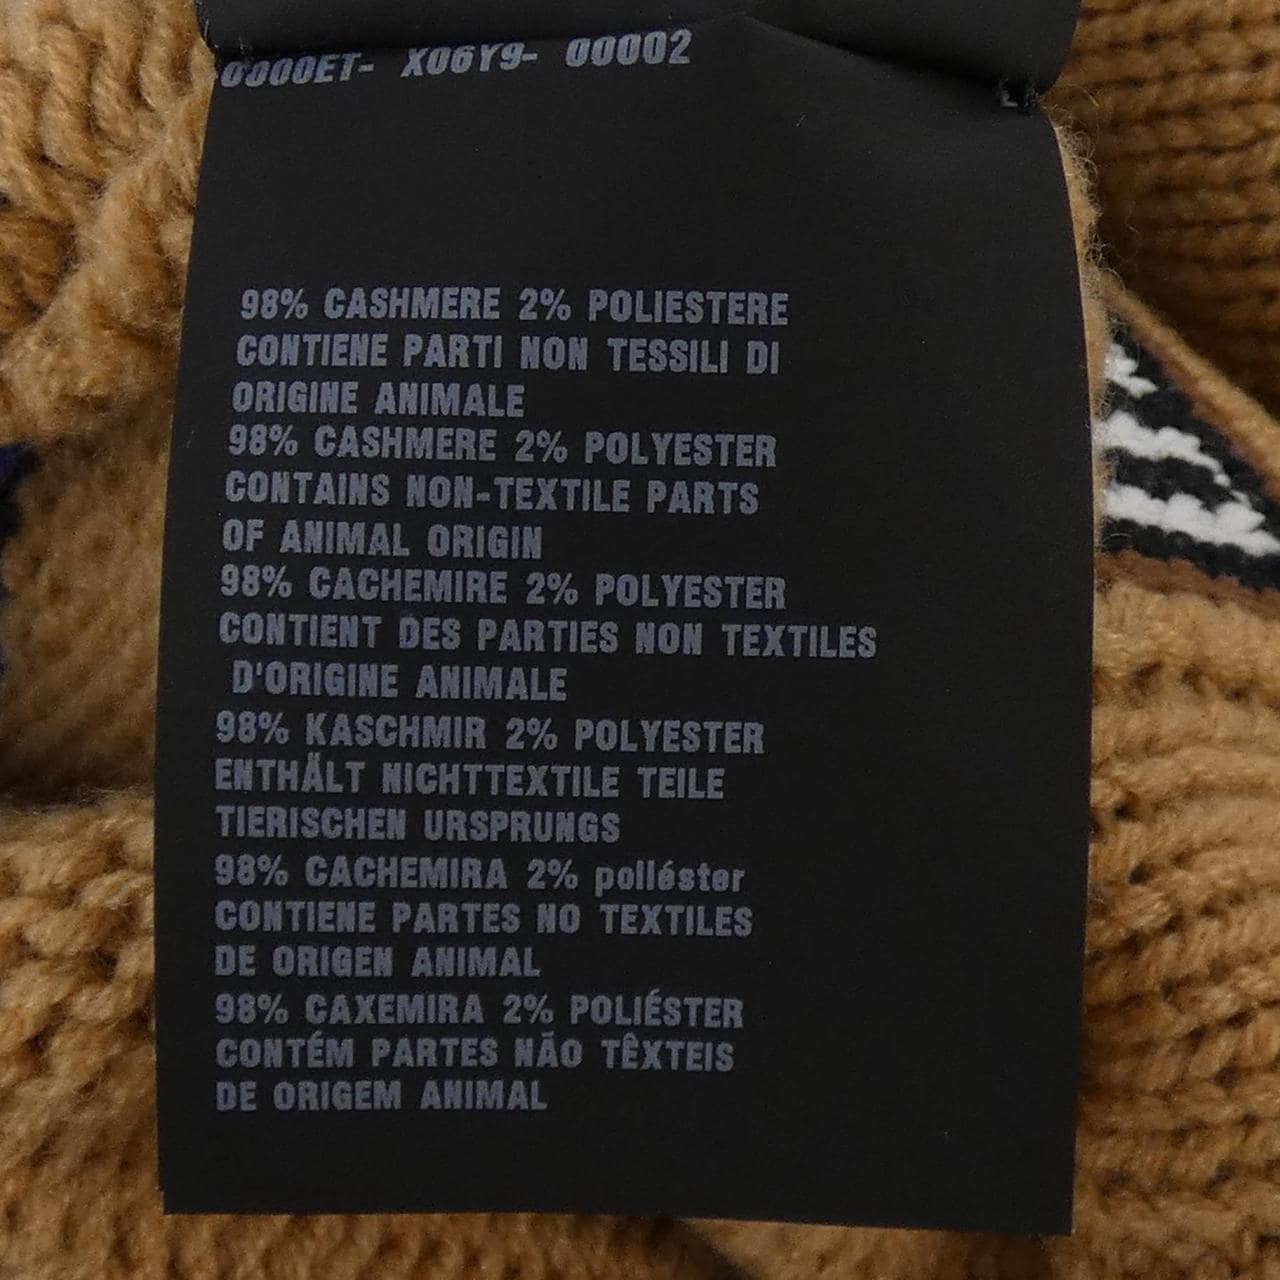 0000ET- X06Y9- 00002
98% CASHMERE 2% POLIESTERE
CONTIENE PARTI NON TESSILI DI
ORIGINE ANIMALE
98% CASHMERE 2% POLYESTER
CONTAINS NON-TEXTILE PARTS
OF ANIMAL ORIGIN
98% CACHEMIRE 2% POLYESTER
CONTIENT DES PARTIES NON TEXTILES
D'ORIGINE ANIMALE
98% KASCHMIR 2% POLYESTER
ENTHÄLT NICHTTEXTILE TEILE
TIERISCHEN URSPRUNGS
98% CACHEMIRA 2% poliéster
CONTIENE PARTES NO TEXTILES
DE ORIGEN ANIMAL
98% CAXEMIRA 2% POLIÉSTER
CONTÉM PARTES NÃO TÊXTEIS
DE ORIGEM ANIMAL